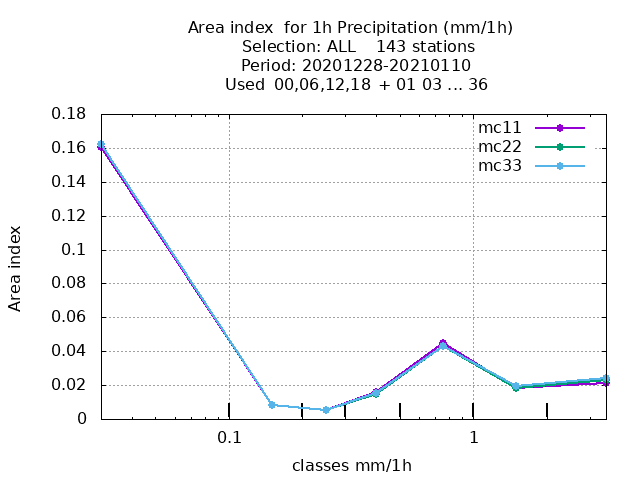 Area index  for 1h Precipitation (mm/1h)
Selection: ALL    143 stations
Period: 20201228-20210110
Used  00,06,12,18  + 01 03 ... 36
mc11
mc22
mc33
0.18
0.16
0.14
0.12
0.1
0.08
0.06
0.04
0.02
0
Area index
0.1
1
classes mm/1h